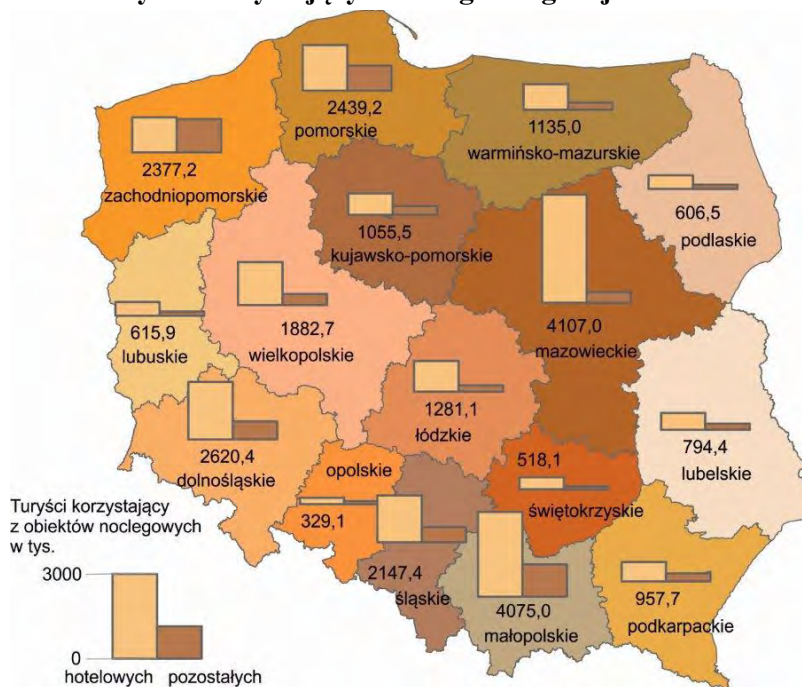 2439,2
pomorskie
1135,0
warmińsko-mazurskie
2377,2
zachodniopomorskie
1055,5
kujawsko-pomorskie
606,5
podlaskie
615,9
lubuskie
1882,7
wielkopolskie
4107,0
mazowieckie
1281,1
łódzkie
794,4
lubelskie
2620,4
dolnośląskie
opolskie
329,1
518,1
świętokrzyskie
2147,4
śląskie
4075,0
małopolskie
957,7
podkarpackie
Turyści korzystający
z obiektów noclegowych
w tys.
3000
0
hotelowych pozostałych